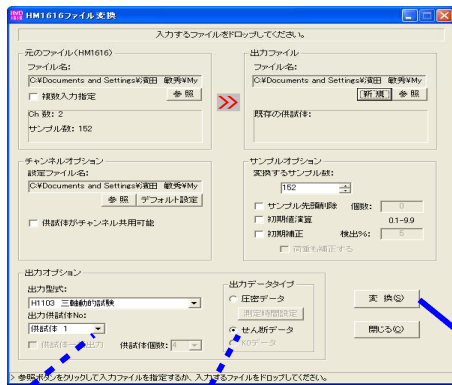 HM1616ファイル変換
入力するファイルをドロップしてください。
元のファイル(HM1616)
ファイル名:
C:¥Documents and Settings¥濱田 敏秀¥My
複数入力指定
参 照
Ch 数: 2
サンプル数: 152
出力ファイル
ファイル名:
C:¥Documents and Settings¥濱田 敏秀¥My
新 規
参 照
既存の供試体:
チャンネルオプション
設定ファイル名:
C:¥Documents and Settings¥濱田 敏秀¥My
参 照
デフォルト設定
供試体がチャンネル共用可能
サンプルオプション
変換するサンプル数:
152
サンプル先頭削除 個数: 0
初期値演算 0.1-9.9
初期補正 検出%: 5
荷重も補正する
出力オプション
出力型式:
H1103 三軸動的試験
出力供試体No:
供試体 1
供試体個数: 4
出力データタイプ
圧密データ
測定時間設定
せん断データ
K0データ
変 換(S)
閉じる(C)
> 参照ボタンをクリックして入力ファイルを指定するか、入力するファイルをドロップしてください。